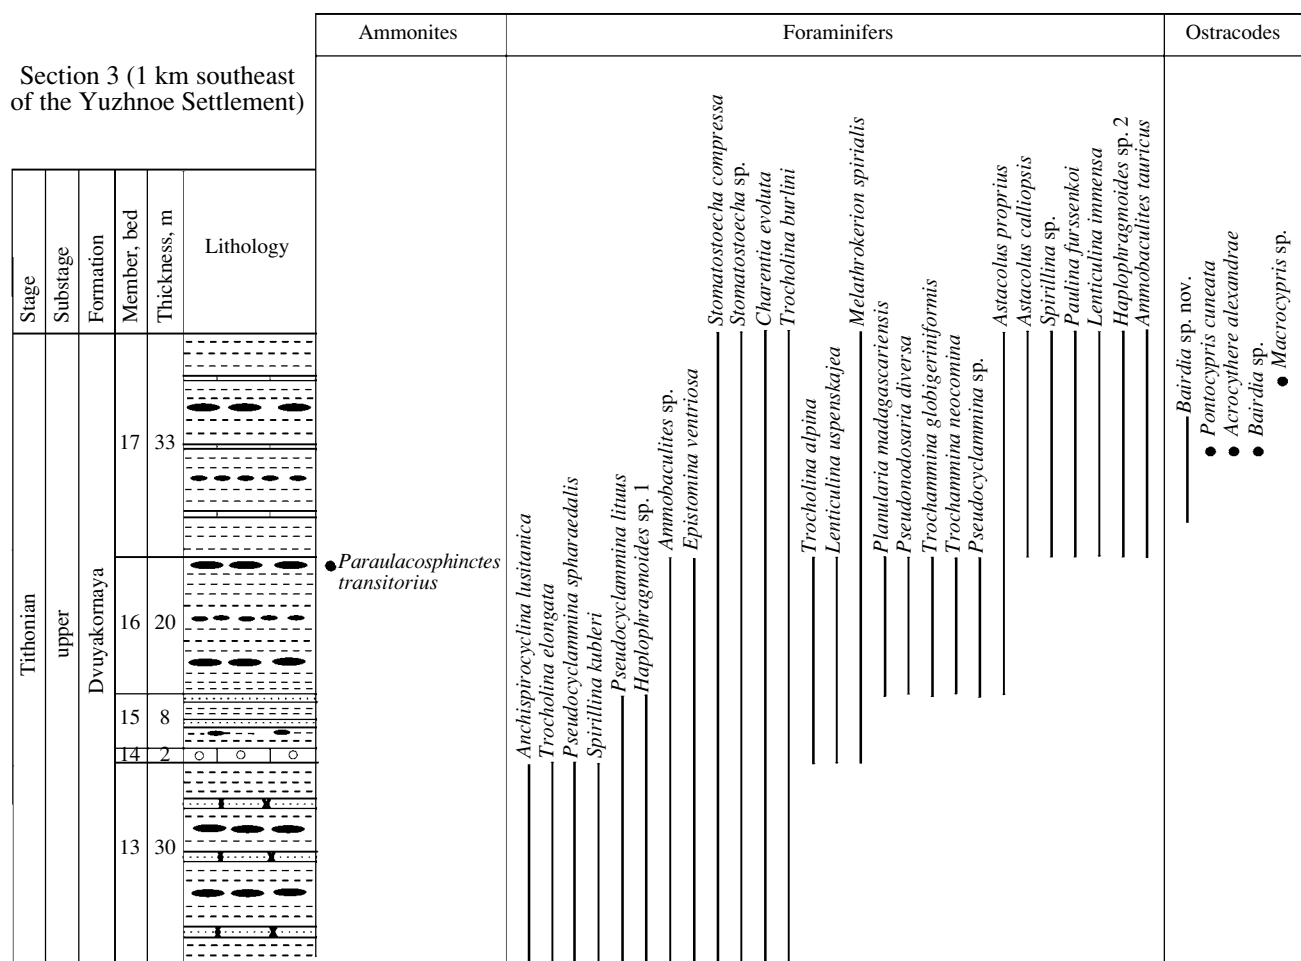 Ammonites
Foraminifers
Ostracodes
Section 3 (1 km southeast
of the Yuzhnoe Settlement)
Stage
Substage
Formation
Member, bed
Thickness, m
Lithology
Tithonian
upper
Dvuyakornaya
17
33
16
20
15
8
14
2
13
30
Paraulacosphinctes
transitorius
Anchispirocyclina lusitanica
Trocholina elongata
Pseudocyclammina spharaedalis
Spirillina kubleri
Pseudocyclammina lituus
Haplophragmoides sp. 1
Ammobaculites sp.
Epistomina ventriosa
Stomatostoecha compressa
Stomatostoecha sp.
Charentia evoluta
Trocholina burlini
Trocholina alpina
Lenticulina uspenskajea
Melathrokerion spirialis
Planularia madagascariensis
Pseudonodosaria diversa
Trochammina globigeriniformis
Trochammina neocomina
Pseudocyclammina sp.
Astacolus proprius
Astacolus calliopsis
Spirillina sp.
Paulina furssenkoi
Lenticulina immensa
Haplophragmoides sp. 2
Ammobaculites tauricus
Bairdia sp. nov.
Pontocypris cuneata
Acrocythere alexandrae
Bairdia sp.
Macrocypris sp.